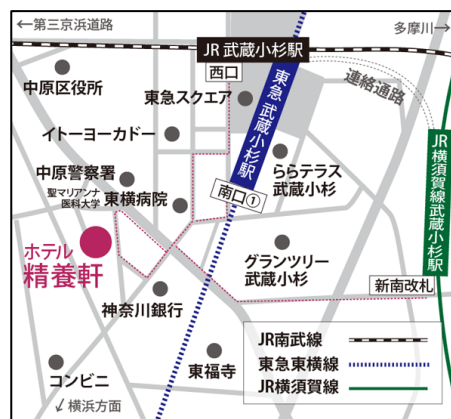 ←第三京浜道路
多摩川→
JR 武蔵小杉駅
西口
中原区役所
東急スクエア
連絡通路
イトーヨーカドー
東急 武蔵小杉駅
JR横須賀線武蔵小杉駅
中原警察署
ららテラス
武蔵小杉
聖マリアンナ
医科大学
東横病院
南口①
ホテル
精養軒
グランツリー
武蔵小杉
新南改札
神奈川銀行
JR南武線
東急東横線
JR横須賀線
東福寺
コンビニ
↙横浜方面